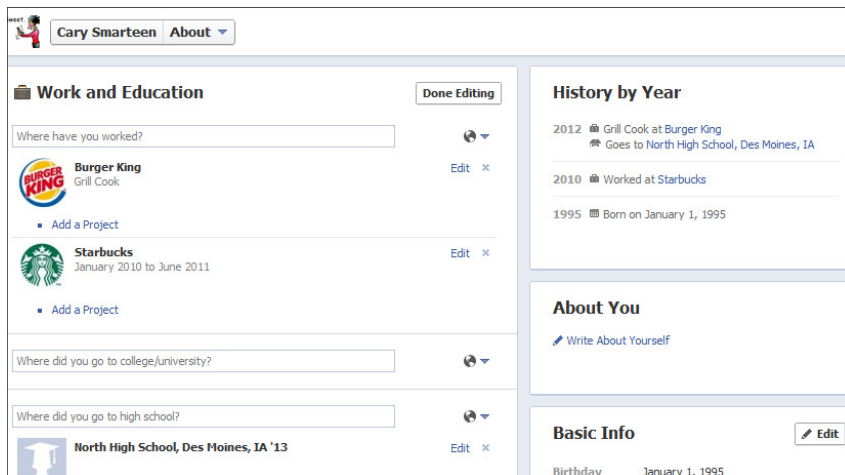 Cary Smarteen About
Work and Education
Done Editing
Where have you worked?
BURGER KING
Burger King
Edit ×
Grill Cook
Add a Project
Starbucks
Edit ×
January 2010 to June 2011
Add a Project
Where did you go to college/university?
Where did you go to high school?
North High School, Des Moines, IA '13
Edit ×
History by Year
2012 Grill Cook at Burger King
Goes to North High School, Des Moines, IA
2010 Worked at Starbucks
1995 Born on January 1, 1995
About You
Write About Yourself
Basic Info
Edit
Birthday January 1, 1995